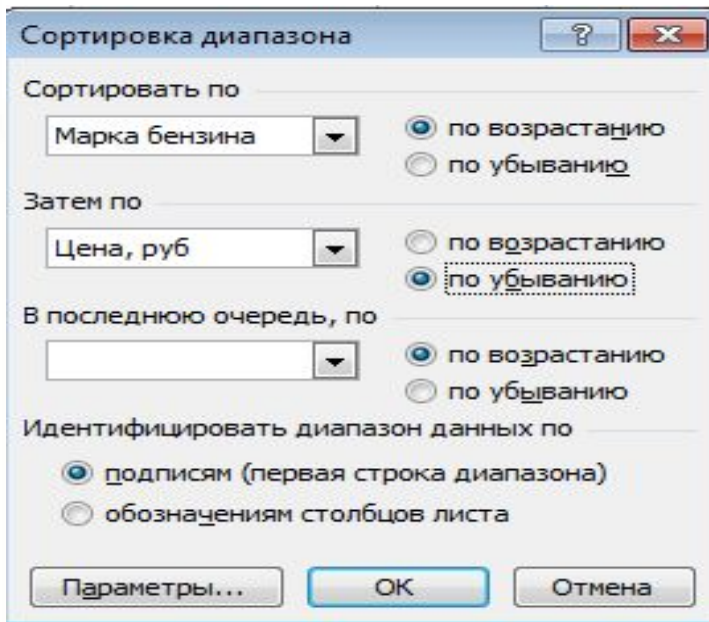 Сортировка диапазона
Сортировать по
Марка бензина
по возрастанию
по убыванию
Затем по
Цена, руб
по возрастанию
по убыванию
В последнюю очередь, по
по возрастанию
по убыванию
Идентифицировать диапазон данных по
подписям (первая строка диапазона)
обозначениям столбцов листа
Параметры... ОК Отмена